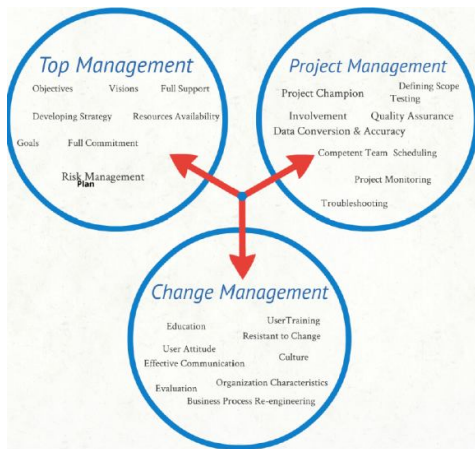 Top Management
Objectives Visions Full Support
Developing Strategy Resources Availability
Goals Full Commitment
Risk Management
Plan
Project Management
Defining Scope
Project Champion
Testing
Involvement Quality Assurance
Data Conversion & Accuracy
Competent Team Scheduling
Project Monitoring
Troubleshooting
Change Management
UserTraining
Education
Resistant to Change
User Attitude
Culture
Effective Communication
Organization Characteristics
Evaluation
Business Process Re-engineering